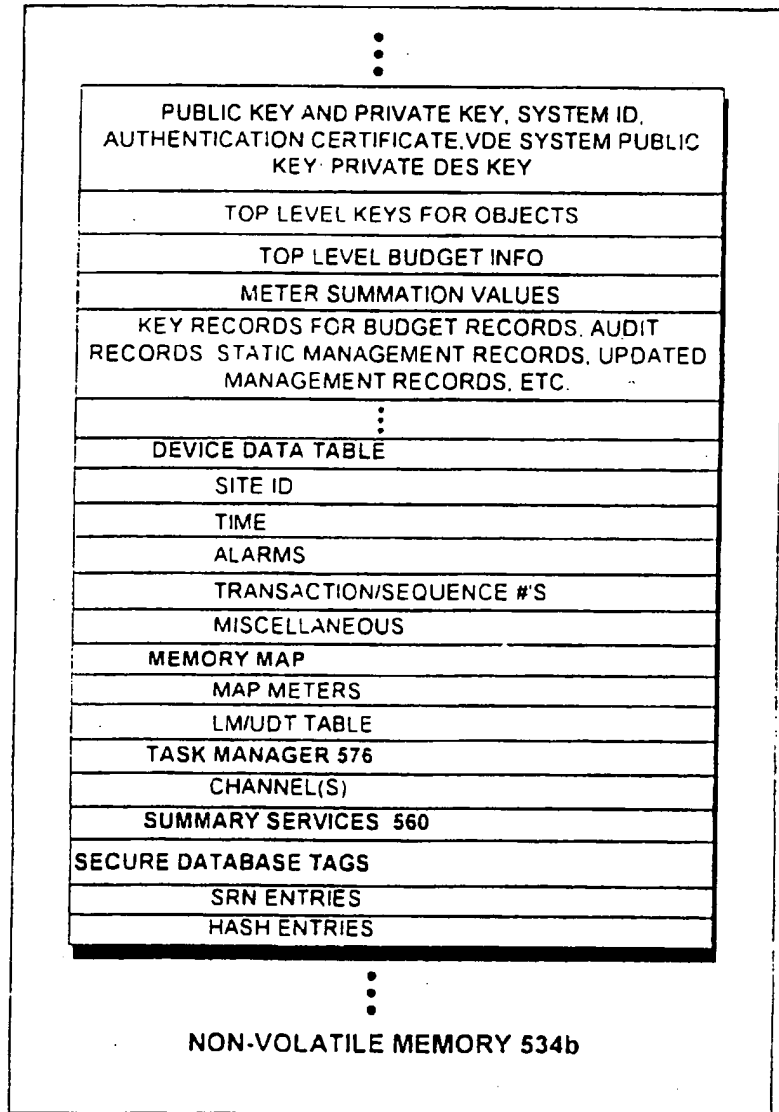 PUBLIC KEY AND PRIVATE KEY, SYSTEM ID,
AUTHENTICATION CERTIFICATE,VDE SYSTEM PUBLIC
KEY PRIVATE DES KEY
TOP LEVEL KEYS FOR OBJECTS
TOP LEVEL BUDGET INFO
METER SUMMATION VALUES
KEY RECORDS FOR BUDGET RECORDS, AUDIT
RECORDS STATIC MANAGEMENT RECORDS, UPDATED
MANAGEMENT RECORDS, ETC.
DEVICE DATA TABLE
SITE ID
TIME
ALARMS
TRANSACTION/SEQUENCE #'S
MISCELLANEOUS
MEMORY MAP
MAP METERS
LM/UDT TABLE
TASK MANAGER 576
CHANNEL(S)
SUMMARY SERVICES 560
SECURE DATABASE TAGS
SRN ENTRIES
HASH ENTRIES
NON-VOLATILE MEMORY 534b